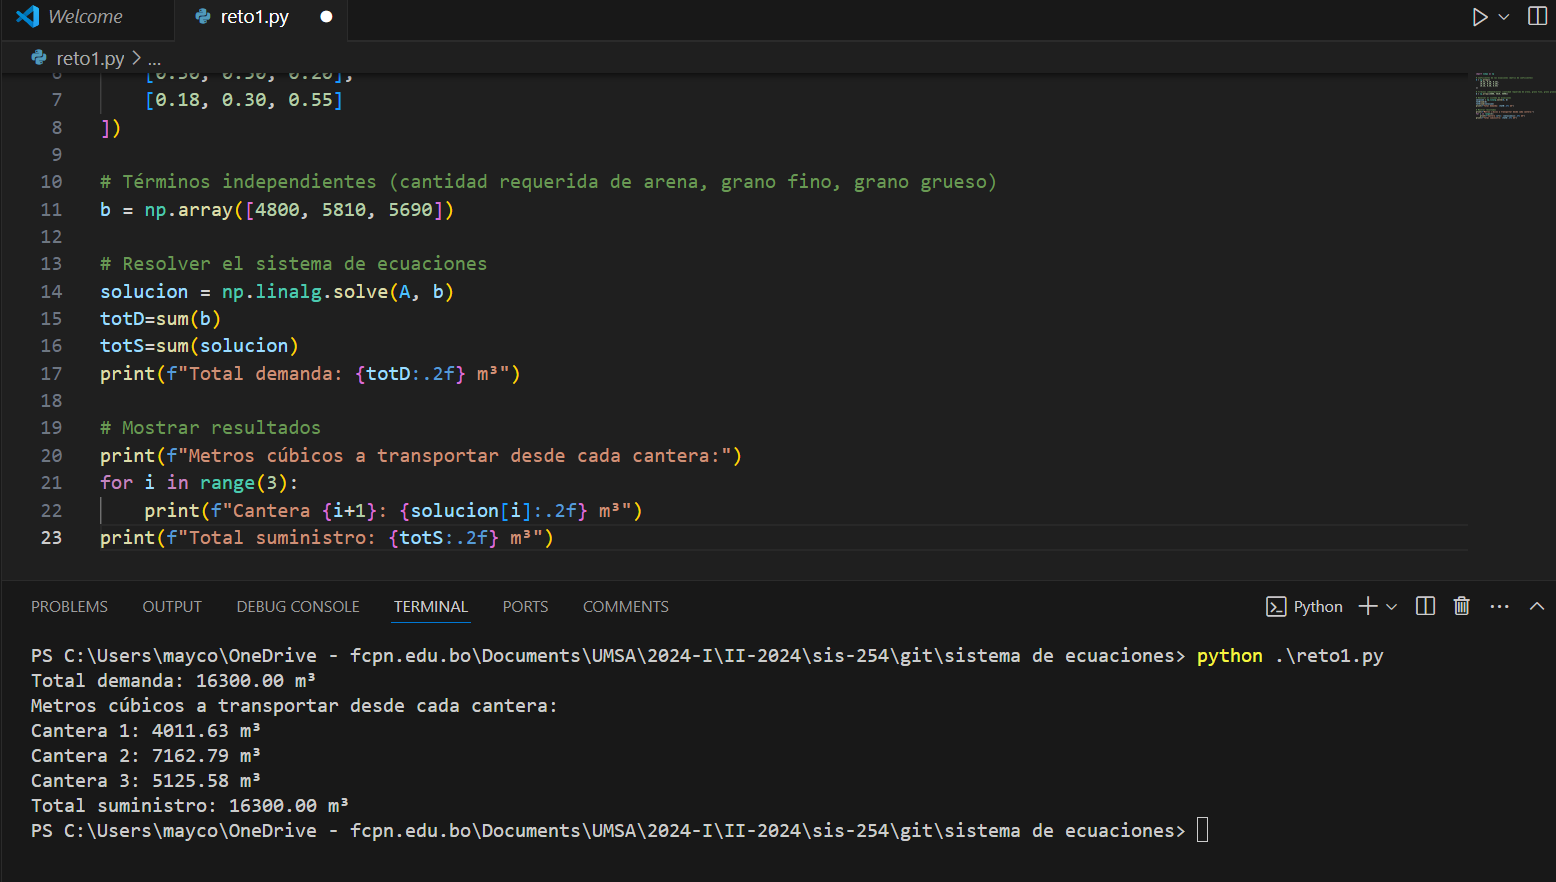 Welcome
reto1.py
reto1.py > ...
7 [0.18, 0.30, 0.55]
8 ])
9
10 # Términos independientes (cantidad requerida de arena, grano fino, grano grueso)
11 b = np.array([4800, 5810, 5690])
12
13 # Resolver el sistema de ecuaciones
14 solucion = np.linalg.solve(A, b)
15 totD=sum(b)
16 totS=sum(solucion)
17 print(f"Total demanda: {totD:.2f} m³")
18
19 # Mostrar resultados
20 print(f"Metros cúbicos a transportar desde cada cantera:")
21 for i in range(3):
22 print(f"Cantera {i+1}: {solucion[i]:.2f} m³")
23 print(f"Total suministro: {totS:.2f} m³")
PROBLEMS OUTPUT DEBUG CONSOLE TERMINAL PORTS COMMENTS Python
PS C:\Users\mayco\OneDrive - fcpn.edu.bo\Documents\UMSA\2024-I\II-2024\sis-254\git\sistema de ecuaciones> python .\reto1.py
Total demanda: 16300.00 m³
Metros cúbicos a transportar desde cada cantera:
Cantera 1: 4011.63 m³
Cantera 2: 7162.79 m³
Cantera 3: 5125.58 m³
Total suministro: 16300.00 m³
PS C:\Users\mayco\OneDrive - fcpn.edu.bo\Documents\UMSA\2024-I\II-2024\sis-254\git\sistema de ecuaciones>